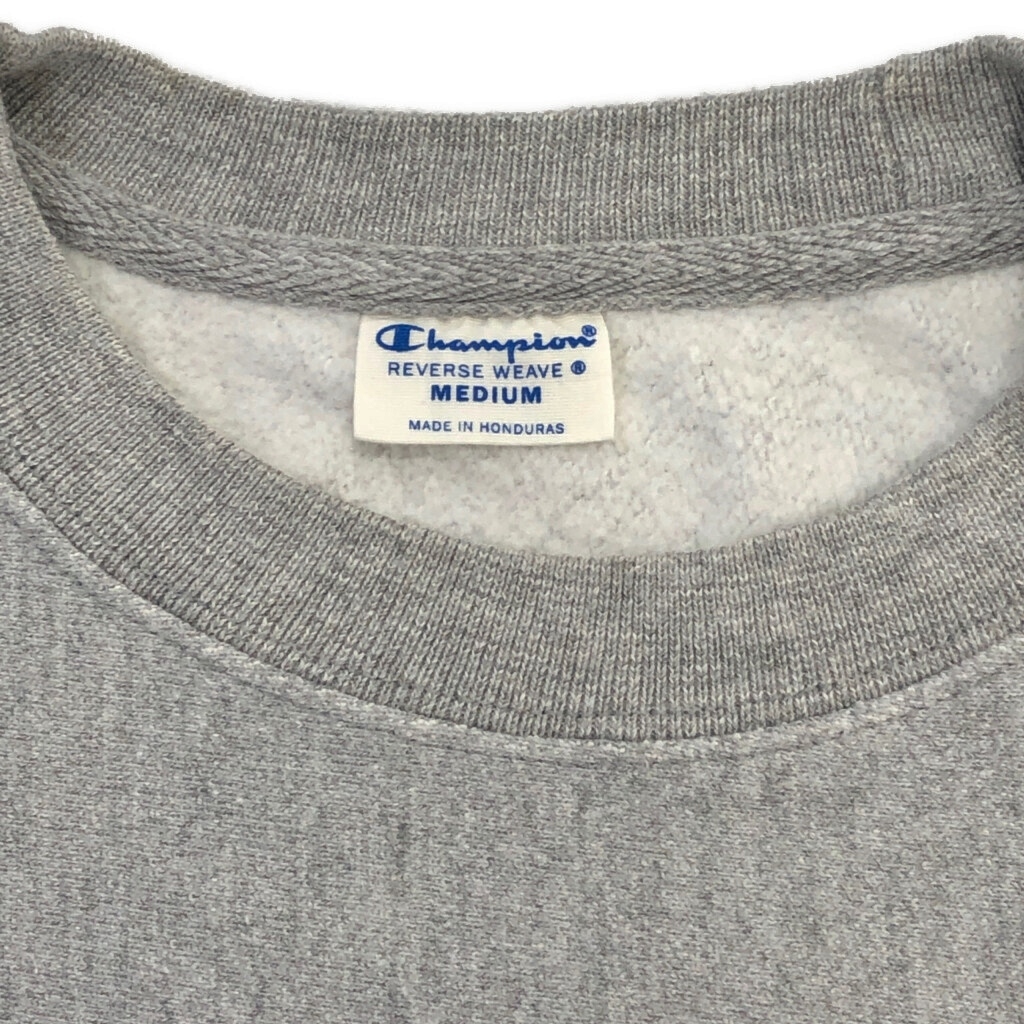 Champion®
REVERSE WEAVE ®
MEDIUM
MADE IN HONDURAS